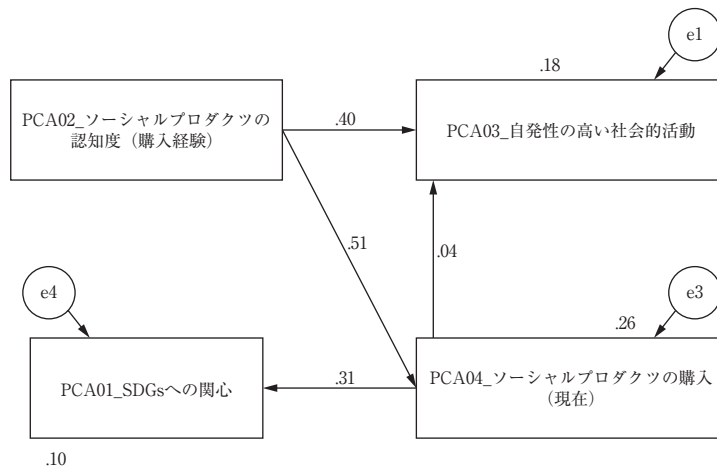 e1
.18
PCA02_ソーシャルプロダクツの
認知度（購入経験）
.40
PCA03_自発性の高い社会的活動
.51
.04
e4
e3
.26
PCA01_SDGsへの関心
.31
PCA04_ソーシャルプロダクツの購入
（現在）
.10